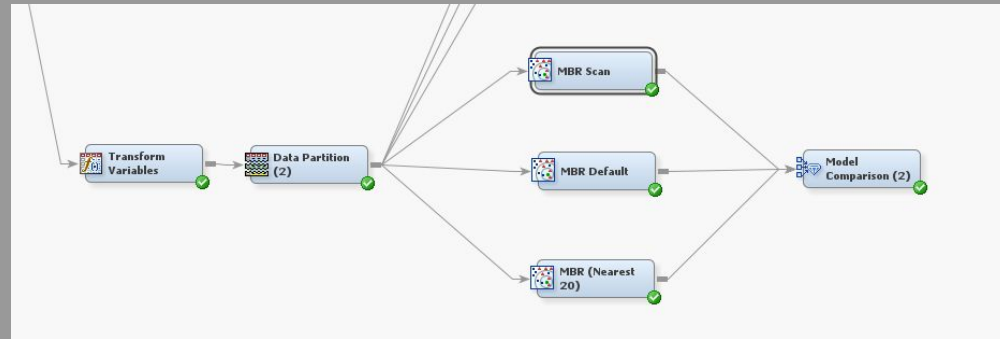 MBR Scan
Transform
Variables
Data Partition
(2)
MBR Default
Model
Comparison (2)
MBR (Nearest
20)